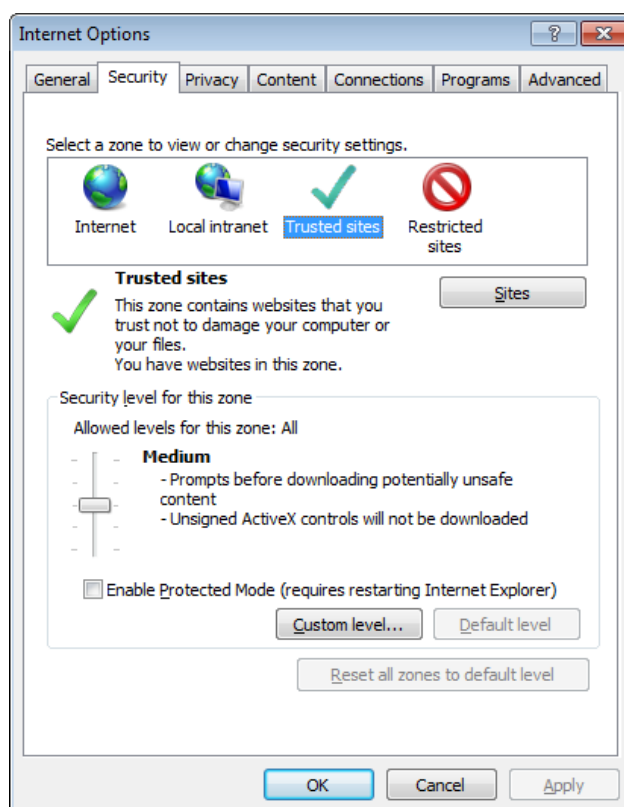 Internet Options
General Security Privacy Content Connections Programs Advanced
Select a zone to view or change security settings.
Internet Local intranet Trusted sites Restricted
sites
Trusted sites
Sites
This zone contains websites that you
trust not to damage your computer or
your files.
You have websites in this zone.
Security level for this zone
Allowed levels for this zone: All
Medium
- Prompts before downloading potentially unsafe
content
- Unsigned ActiveX controls will not be downloaded
Enable Protected Mode (requires restarting Internet Explorer)
Custom level... Default level
Reset all zones to default level
OK Cancel Apply